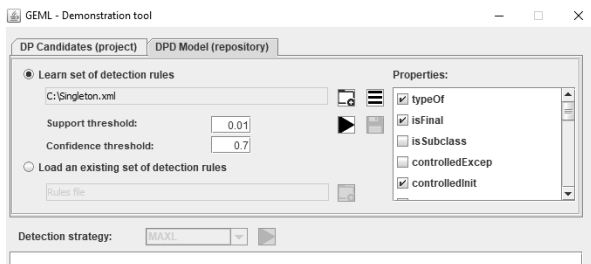 GEML - Demonstration tool
DP Candidates (project) DPD Model (repository)
Learn set of detection rules
C:\Singleton.xml
Support threshold: 0.01
Confidence threshold: 0.7
Load an existing set of detection rules
Rules file
Properties:
typeOf
isFinal
isSubclass
controlledExcep
controlledInit
Detection strategy: MAXL